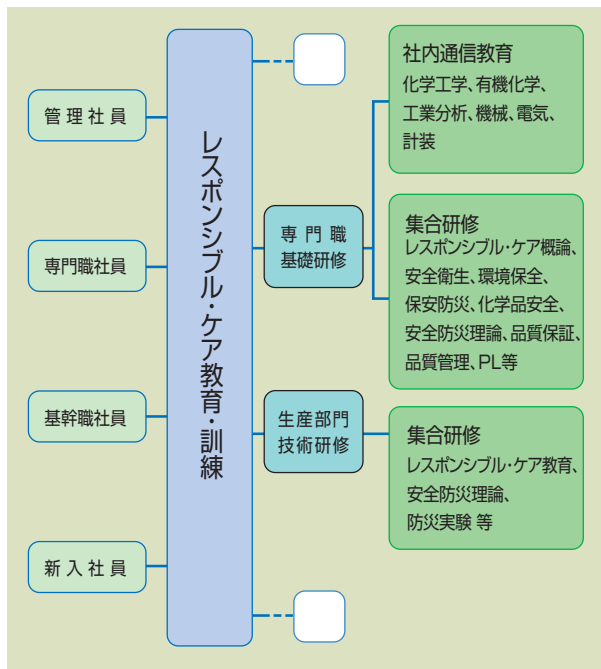 管理社員
専門職社員
基幹職社員
新入社員
レスポンシブル・ケア教育・訓練
専門職
基礎研修
生産部門
技術研修
社内通信教育
化学工学、有機化学、
工業分析、機械、電気、
計装
集合研修
レスポンシブル・ケア概論、
安全衛生、環境保全、
保安防災、化学品安全、
安全防災理論、品質保証、
品質管理、PL等
集合研修
レスポンシブル・ケア教育、
安全防災理論、
防災実験 等